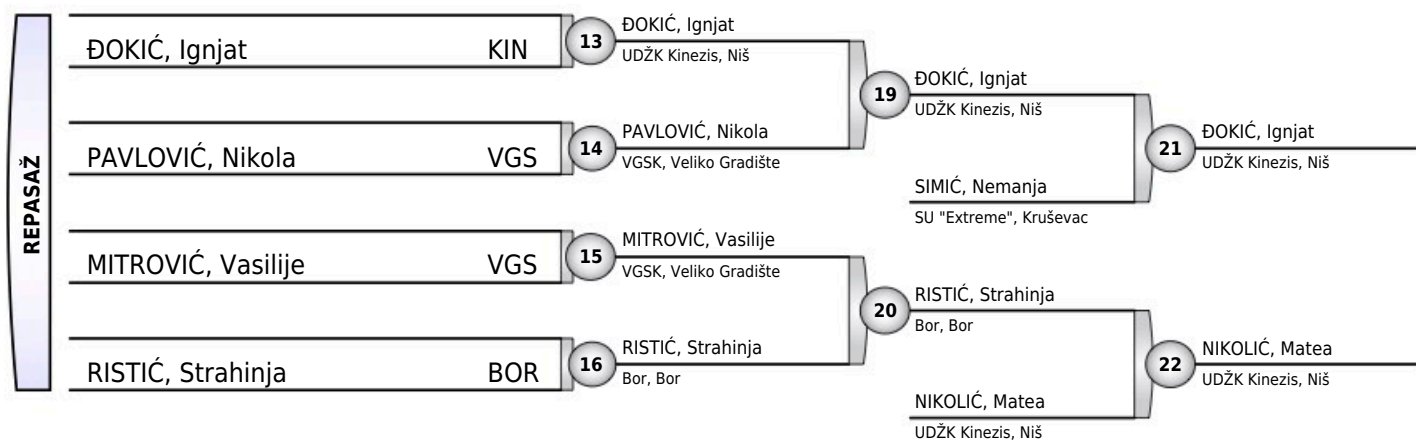 REPASAŽ
ĐOKIĆ, Ignjat KIN
PAVLOVIĆ, Nikola VGS
MITROVIĆ, Vasilije VGS
RISTIĆ, Strahinja BOR
13
ĐOKIĆ, Ignjat
UDŽK Kinezis, Niš
14
PAVLOVIĆ, Nikola
VGSK, Veliko Gradište
15
MITROVIĆ, Vasilije
VGSK, Veliko Gradište
16
RISTIĆ, Strahinja
Bor, Bor
19
ĐOKIĆ, Ignjat
UDŽK Kinezis, Niš
SIMIĆ, Nemanja
SU "Extreme", Kruševac
20
RISTIĆ, Strahinja
Bor, Bor
NIKOLIĆ, Matea
UDŽK Kinezis, Niš
21
ĐOKIĆ, Ignjat
UDŽK Kinezis, Niš
22
NIKOLIĆ, Matea
UDŽK Kinezis, Niš